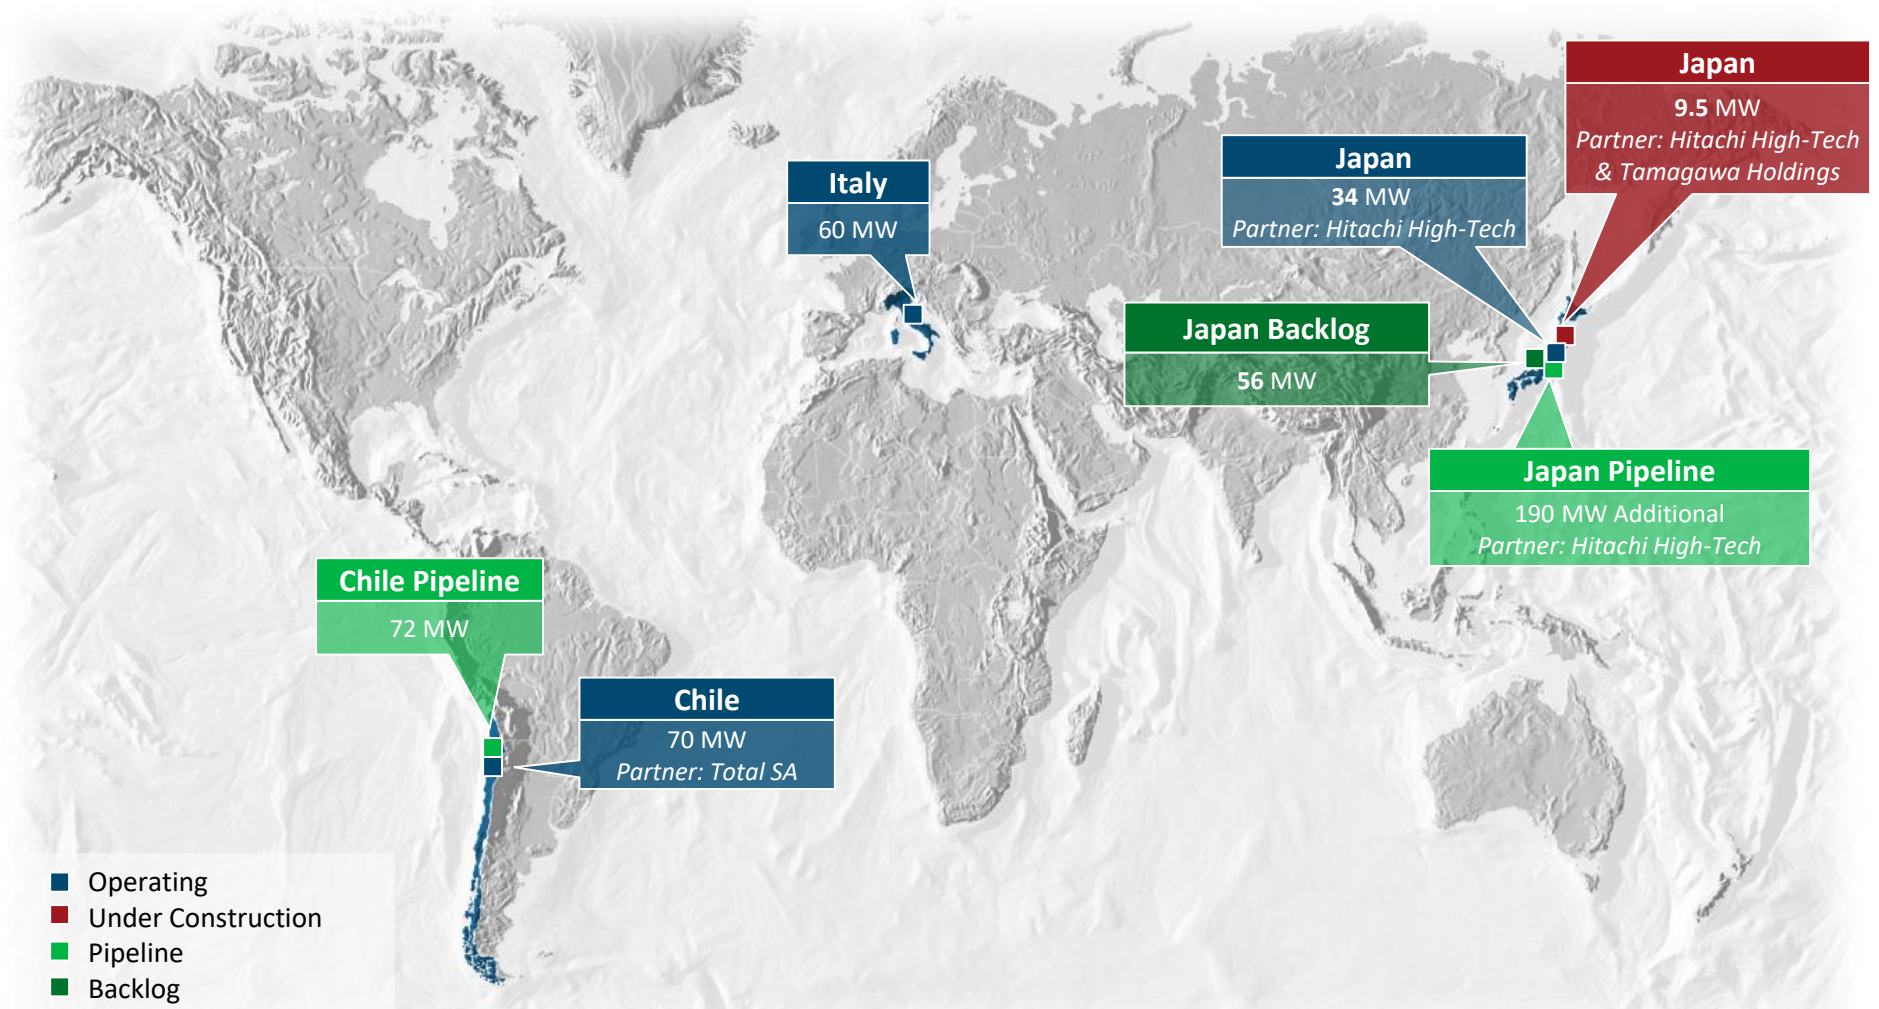 Japan
9.5 MW
Partner: Hitachi High-Tech
& Tamagawa Holdings
Japan
34 MW
Partner: Hitachi High-Tech
Italy
60 MW
Japan Backlog
56 MW
Japan Pipeline
190 MW Additional
Partner: Hitachi High-Tech
Chile Pipeline
72 MW
Chile
70 MW
Partner: Total SA
Operating
Under Construction
Pipeline
Backlog